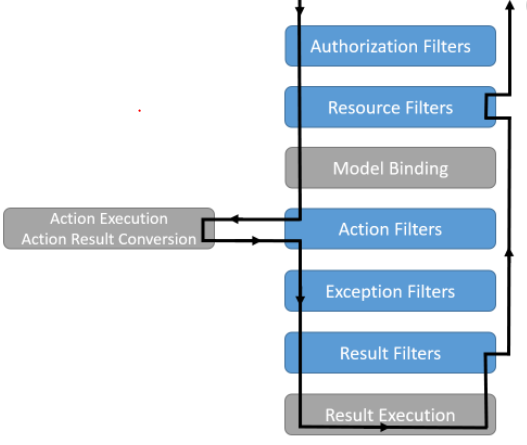 Authorization Filters
Resource Filters
Model Binding
Action Execution
Action Result Conversion
Action Filters
Exception Filters
Result Filters
Result Execution